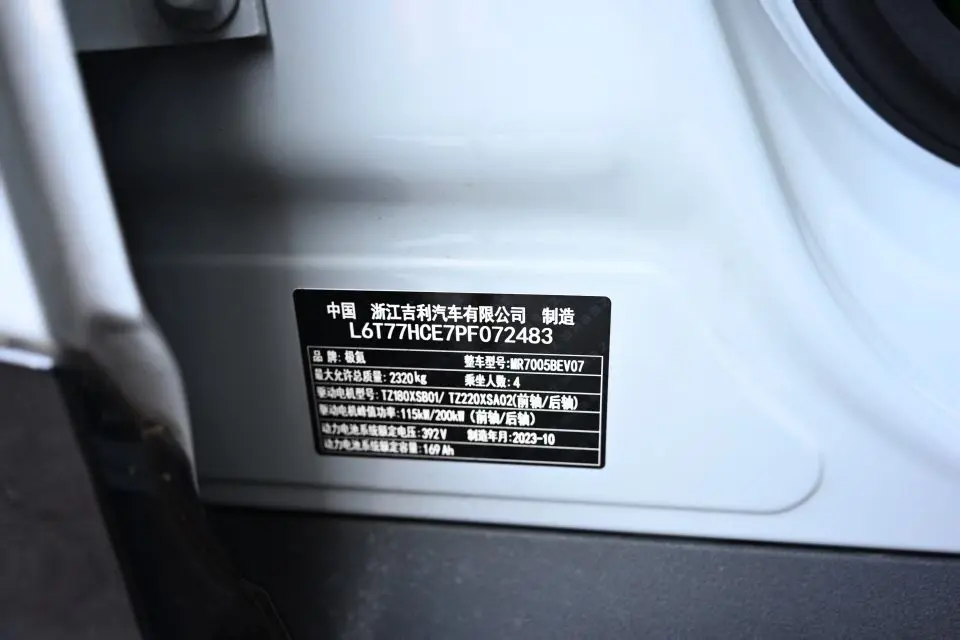 中国 浙江吉利汽车有限公司 制造
L6T77HCE7PF072483
品 牌:极氪 整车型号:MR7005BEV07
最大允许总质量:2320kg 乘坐人数:4
驱动电机型号:TZ180XSB01/ TZ220XSA02(前轴/后轴)
驱动电机峰值功率:115kW/200kW (前轴/后轴)
动力电池系统额定电压:392V 制造年月:2023-10
动力电池系统额定容量:169Ah